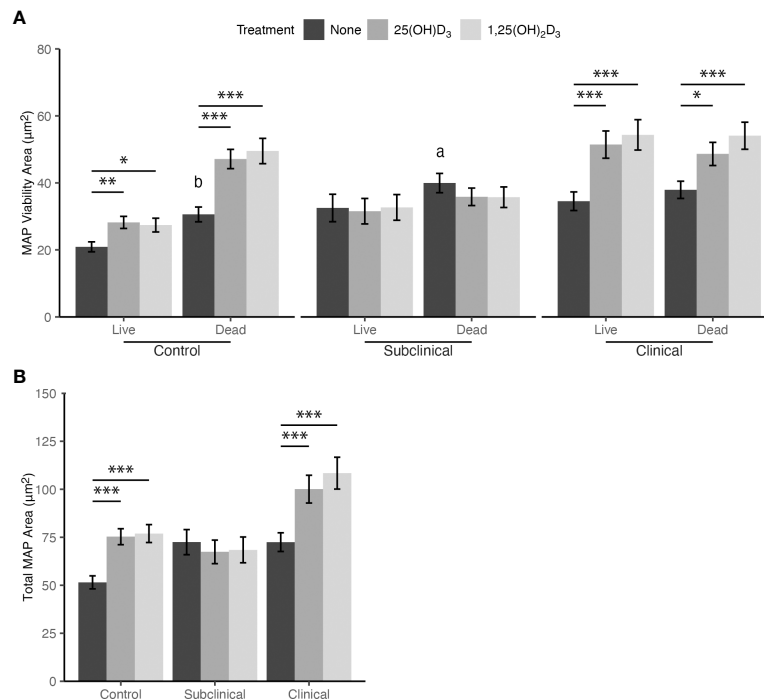 A
Treatment None 25(OH)D₃ 1,25(OH)₂D₃
MAP Viability Area (µm²)
80
60
40
20
0
*
**
b
***
***
a
***
***
***
*
Live Dead Live Dead Live Dead
Control Subclinical Clinical
B
Total MAP Area (µm²)
150
125
100
75
50
25
0
***
***
***
***
Control Subclinical Clinical